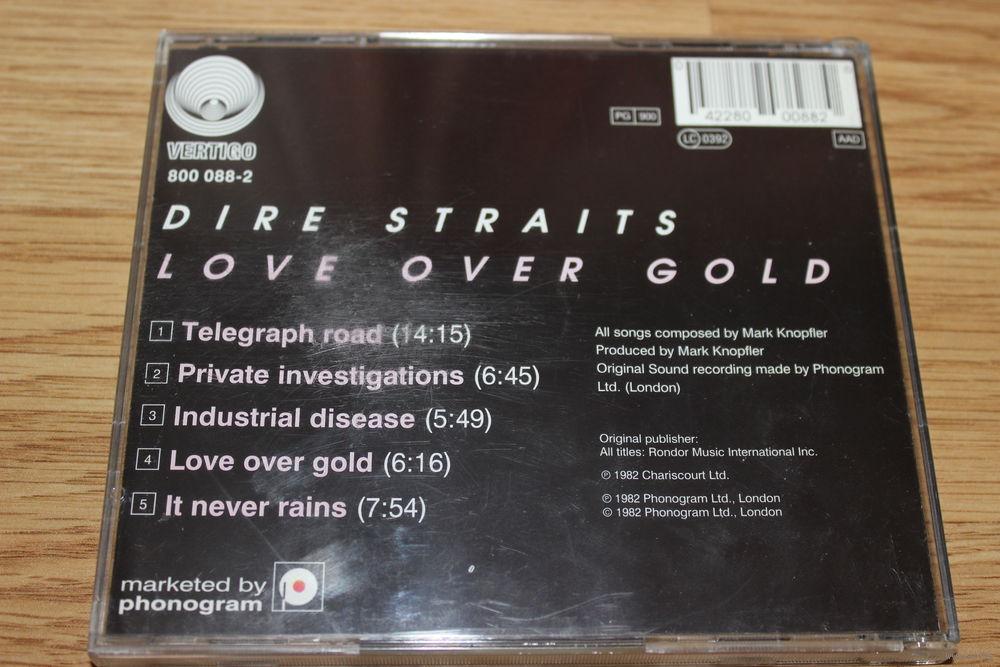 VERTIGO
800 088-2
PG 900
42280 00882
LC 0392
AAD
DIRE STRAITS
LOVE OVER GOLD
1 Telegraph road (14:15)
2 Private investigations (6:45)
3 Industrial disease (5:49)
4 Love over gold (6:16)
5 It never rains (7:54)
All songs composed by Mark Knopfler
Produced by Mark Knopfler
Original Sound recording made by Phonogram
Ltd. (London)
Original publisher:
All titles: Rondor Music International Inc.
℗ 1982 Chariscourt Ltd.
℗ 1982 Phonogram Ltd., London
© 1982 Phonogram Ltd., London
marketed by
phonogram